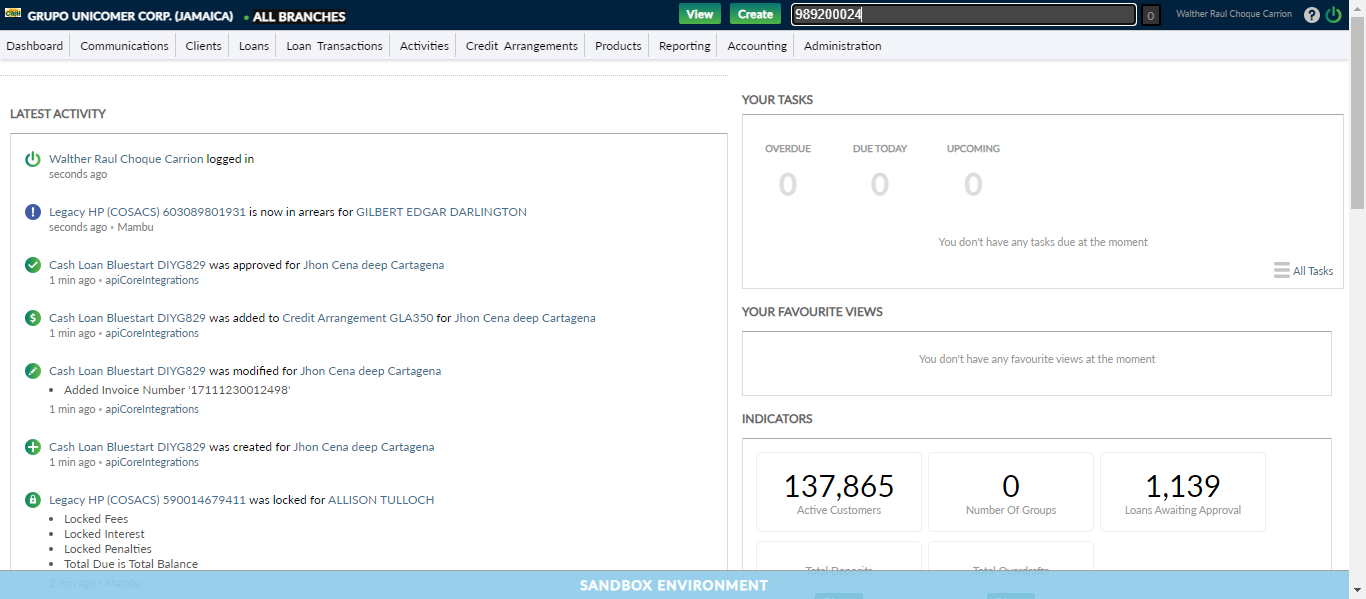 CASH
GRUPO UNICOMER CORP. (JAMAICA) • ALL BRANCHES
View Create 989200024 0 Walther Raul Choque Carrion ?
Dashboard Communications Clients Loans Loan Transactions Activities Credit Arrangements Products Reporting Accounting Administration
LATEST ACTIVITY
Walther Raul Choque Carrion logged in
seconds ago
Legacy HP (COSACS) 603089801931 is now in arrears for GILBERT EDGAR DARLINGTON
seconds ago • Mambu
Cash Loan Bluestart DIYG829 was approved for Jhon Cena deep Cartagena
1 min ago • apiCoreIntegrations
Cash Loan Bluestart DIYG829 was added to Credit Arrangement GLA350 for Jhon Cena deep Cartagena
1 min ago • apiCoreIntegrations
Cash Loan Bluestart DIYG829 was modified for Jhon Cena deep Cartagena
• Added Invoice Number '17111230012498'
1 min ago • apiCoreIntegrations
Cash Loan Bluestart DIYG829 was created for Jhon Cena deep Cartagena
1 min ago • apiCoreIntegrations
Legacy HP (COSACS) 590014679411 was locked for ALLISON TULLOCH
• Locked Fees
• Locked Interest
• Locked Penalties
• Total Due is Total Balance
2 min ago • Mambu
YOUR TASKS
OVERDUE DUE TODAY UPCOMING
0 0 0
You don't have any tasks due at the moment
All Tasks
YOUR FAVOURITE VIEWS
You don't have any favourite views at the moment
INDICATORS
137,865 0 1,139
Active Customers Number Of Groups Loans Awaiting Approval
Total Deposits Total Overdrafts
SANDBOX ENVIRONMENT